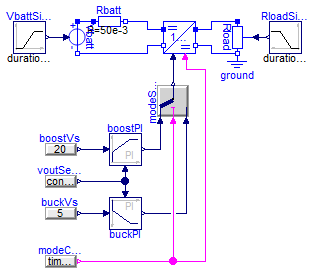 VbattSi...
Rbatt
RloadSi...
=50e-3
Vbatt
1...
Rload
duratio...
duratio...
ground
modeS...
boostVs
boostPI
20
PI
voutSe...
con...
buckVs
5
PI
buckPI
modeC...
tim...